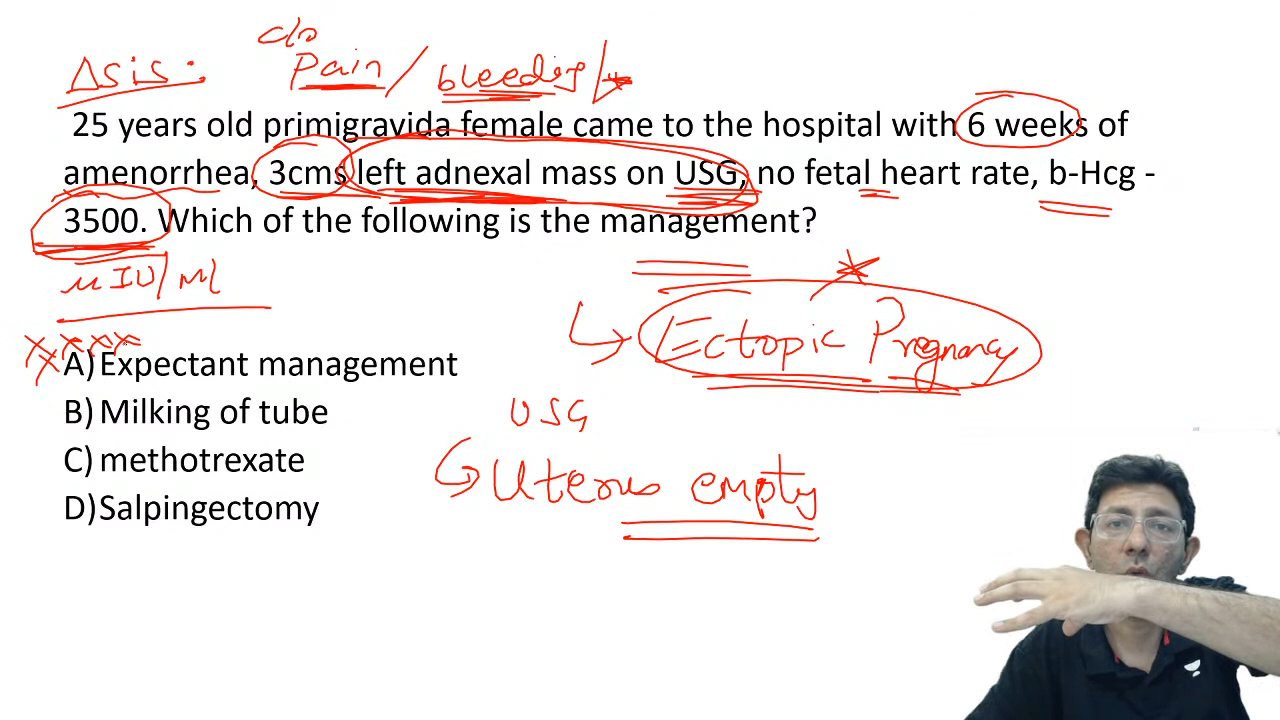 c/o
Δsis: Pain / bleeding /
25 years old primigravida female came to the hospital with 6 weeks of
amenorrhea, 3cms left adnexal mass on USG, no fetal heart rate, b-Hcg -
3500. Which of the following is the management?
mIU/ml
Ectopic Pregnancy
A) Expectant management
B) Milking of tube
USG
C) methotrexate
Uterus empty
D) Salpingectomy